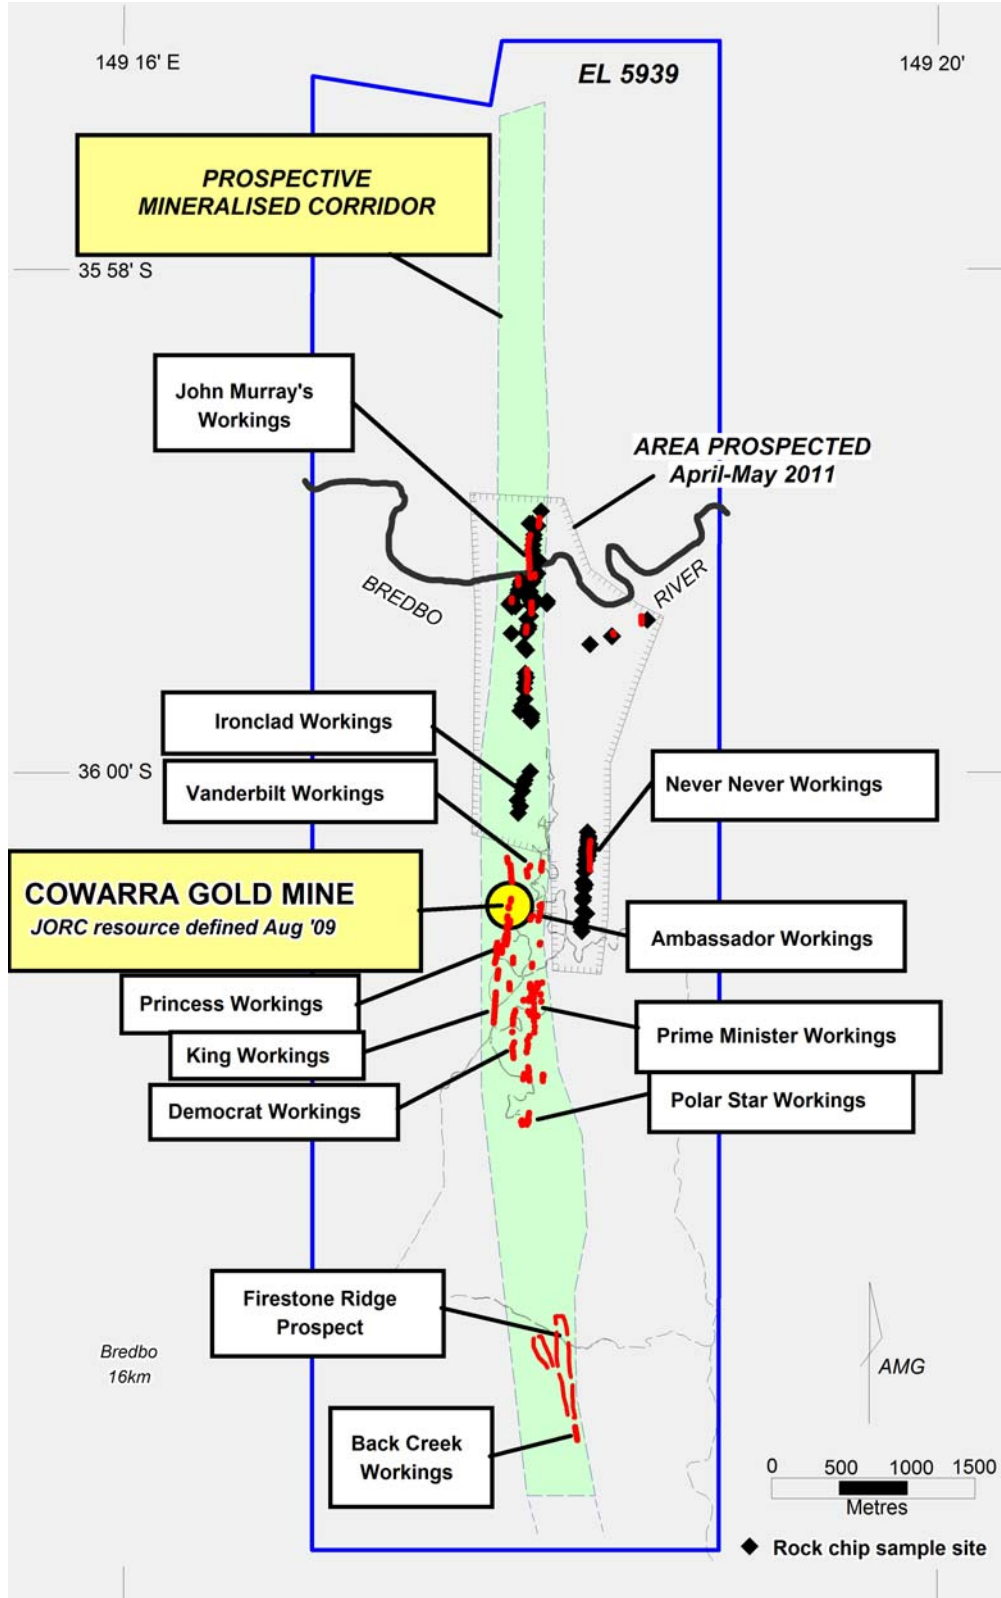 149 16' E
149 20'
EL 5939
PROSPECTIVE
MINERALISED CORRIDOR
35 58' S
John Murray's
Workings
AREA PROSPECTED
April-May 2011
BREDBO
RIVER
Ironclad Workings
36 00' S
Never Never Workings
Vanderbilt Workings
COWARRA GOLD MINE
JORC resource defined Aug '09
Ambassador Workings
Princess Workings
Prime Minister Workings
King Workings
Democrat Workings
Polar Star Workings
Firestone Ridge
Prospect
Bredbo
16km
AMG
Back Creek
Workings
0 500 1000 1500
Metres
Rock chip sample site